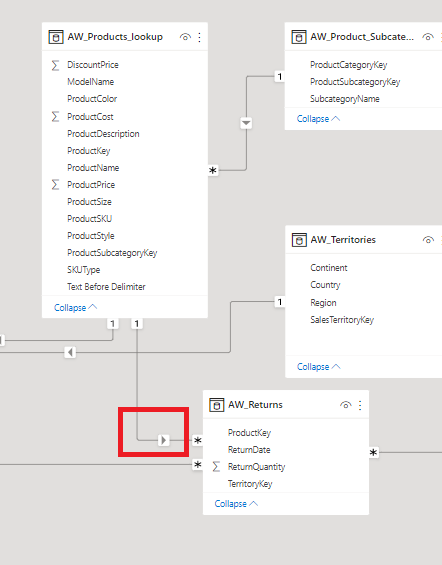 AW_Products_lookup
DiscountPrice
ModelName
ProductColor
ProductCost
ProductDescription
ProductKey
ProductName
ProductPrice
ProductSize
ProductSKU
ProductStyle
ProductSubcategoryKey
SKUType
Text Before Delimiter
Collapse
1
1
*
AW_Product_Subcate...
ProductCategoryKey
ProductSubcategoryKey
SubcategoryName
Collapse
1
AW_Territories
Continent
Country
Region
SalesTerritoryKey
Collapse
1
AW_Returns
ProductKey
ReturnDate
ReturnQuantity
TerritoryKey
Collapse
*
*
*